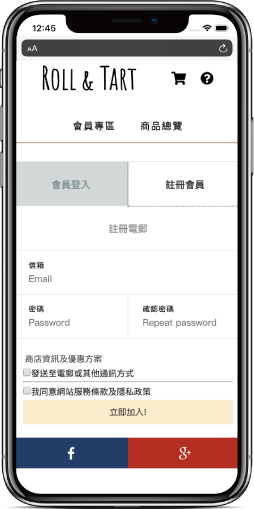 12:45
AA
ROLL & TART
會員專區 商品總覽
會員登入 註冊會員
註冊電郵
信箱
Email
密碼 確認密碼
Password Repeat password
商店資訊及優惠方案
發送至電郵或其他通訊方式
我同意網站服務條款及隱私政策
立即加入!
f g+